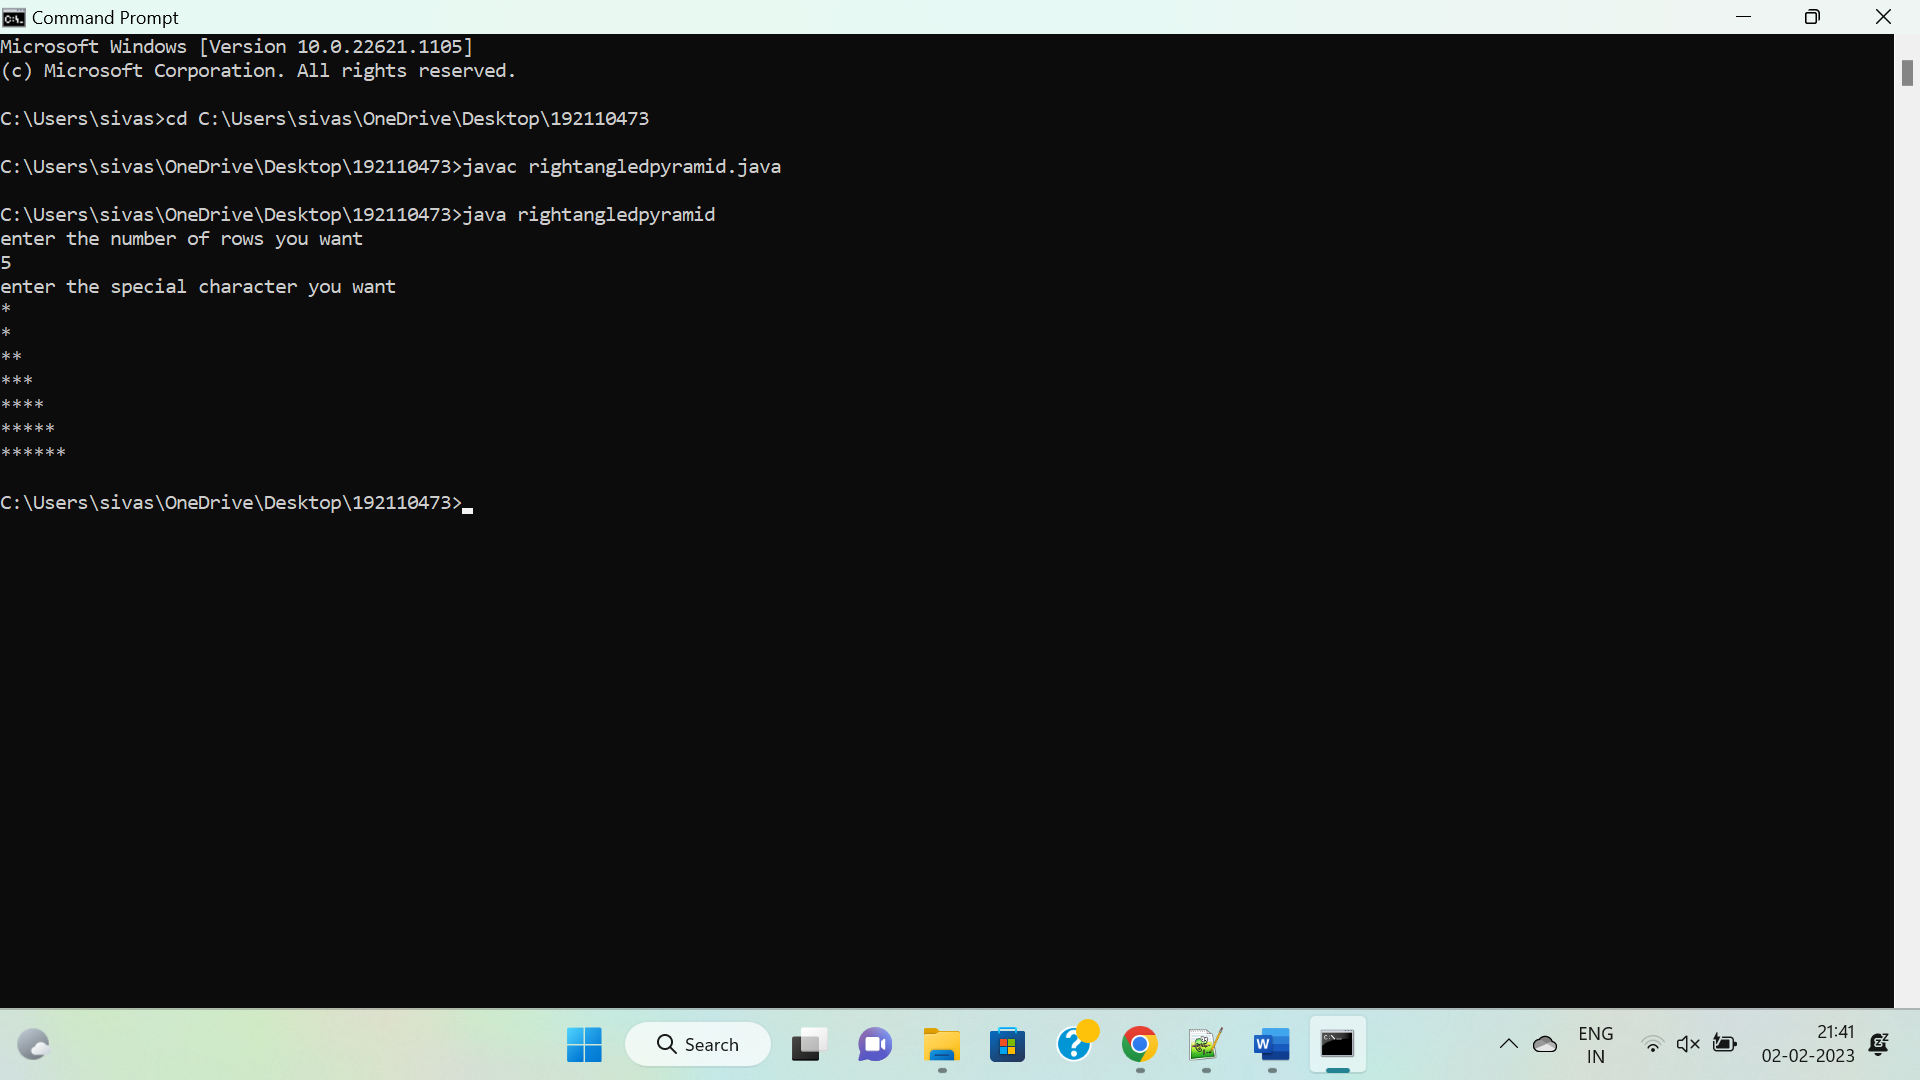 Command Prompt
Microsoft Windows [Version 10.0.22621.1105]
(c) Microsoft Corporation. All rights reserved.
C:\Users\sivas>cd C:\Users\sivas\OneDrive\Desktop\192110473
C:\Users\sivas\OneDrive\Desktop\192110473>javac rightangledpyramid.java
C:\Users\sivas\OneDrive\Desktop\192110473>java rightangledpyramid
enter the number of rows you want
5
enter the special character you want
*
*
**
***
****
*****
******
C:\Users\sivas\OneDrive\Desktop\192110473>
Search
ENG
IN
21:41
02-02-2023